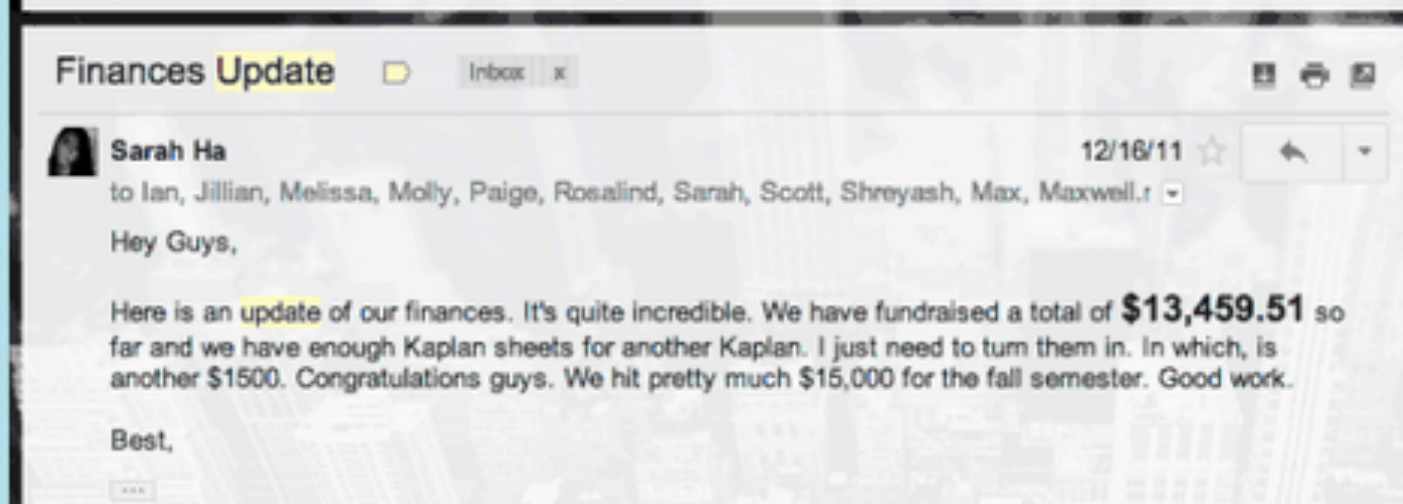 Finances Update Inbox x
Sarah Ha 12/16/11
to Ian, Jillian, Melissa, Molly, Paige, Rosalind, Sarah, Scott, Shreyash, Max, Maxwell.r
Hey Guys,
Here is an update of our finances. It's quite incredible. We have fundraised a total of $13,459.51 so
far and we have enough Kaplan sheets for another Kaplan. I just need to turn them in. In which, is
another $1500. Congratulations guys. We hit pretty much $15,000 for the fall semester. Good work.
Best,
...